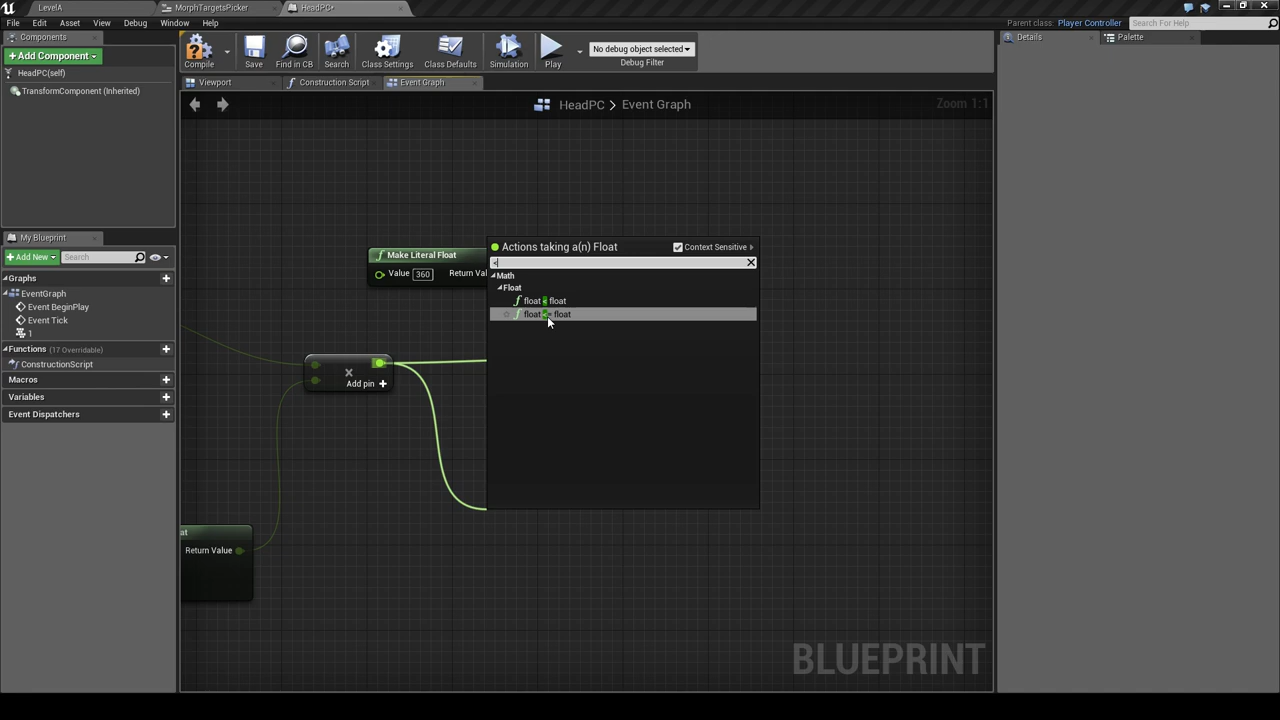 LevelA
MorphTargetsPicker
HeadPC*
File Edit Asset View Debug Window Help
Parent class: Player Controller
Search For Help
Components
+ Add Component
HeadPC(self)
TransformComponent (Inherited)
Compile
Save
Find in CB
Search
Class Settings
Class Defaults
Simulation
Play
No debug object selected
Debug Filter
Details
Palette
Viewport
Construction Script
Event Graph
HeadPC > Event Graph
Zoom 1:1
My Blueprint
+ Add New
Search
Graphs
EventGraph
Event BeginPlay
Event Tick
1
Functions (17 Overridable)
ConstructionScript
Macros
Variables
Event Dispatchers
Make Literal Float
Value 360 Return Val
Actions taking a(n) Float
Context Sensitive
<
Math
Float
float < float
float <= float
×
Add pin +
at
Return Value
BLUEPRINT